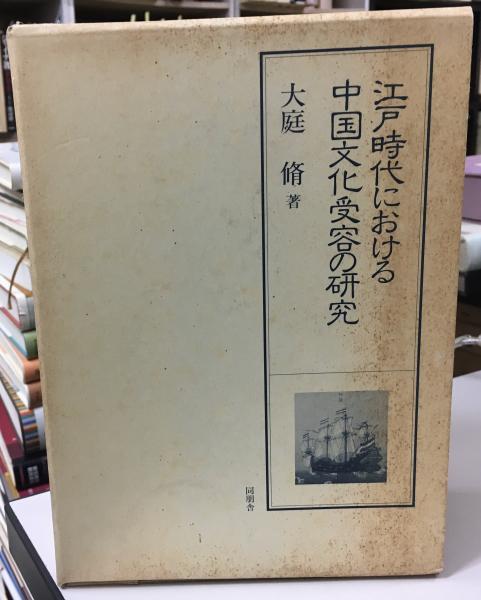 江戸時代における
中国文化受容の研究
大庭 脩 著
同朋舎